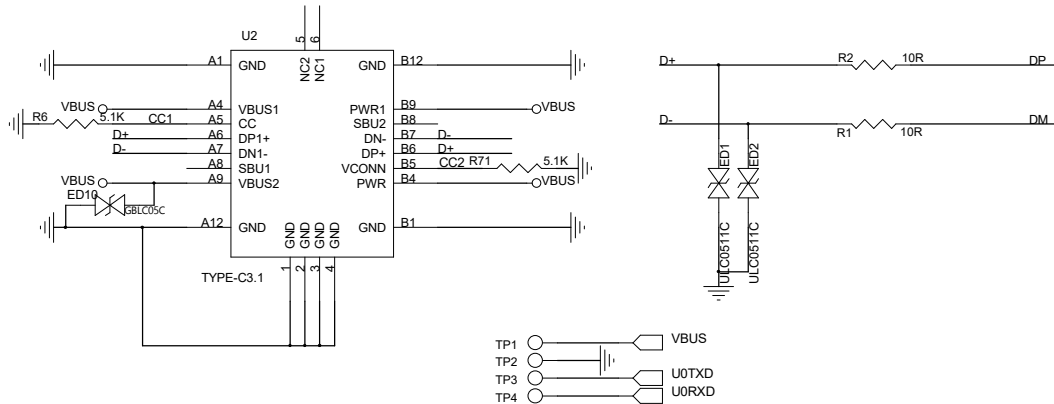 U2
5
6
NC2
NC1
A1
GND
GND
B12
VBUS
A4
VBUS1
PWR1
B9
VBUS
R6
5.1K
CC1
A5
CC
SBU2
B8
D+
A6
DP1+
DN-
B7
D-
D-
A7
DN1-
DP+
B6
D+
A8
SBU1
VCONN
B5
CC2
R71
5.1K
VBUS
A9
VBUS2
PWR
B4
VBUS
ED10
GBLC05C
A12
GND
GND
GND
GND
GND
GND
B1
TYPE-C3.1
1
2
3
4
D+
R2
10R
DP
D-
R1
10R
DM
ED1
ED2
ULC0511C
ULC0511C
TP1
VBUS
TP2
TP3
U0TXD
TP4
U0RXD